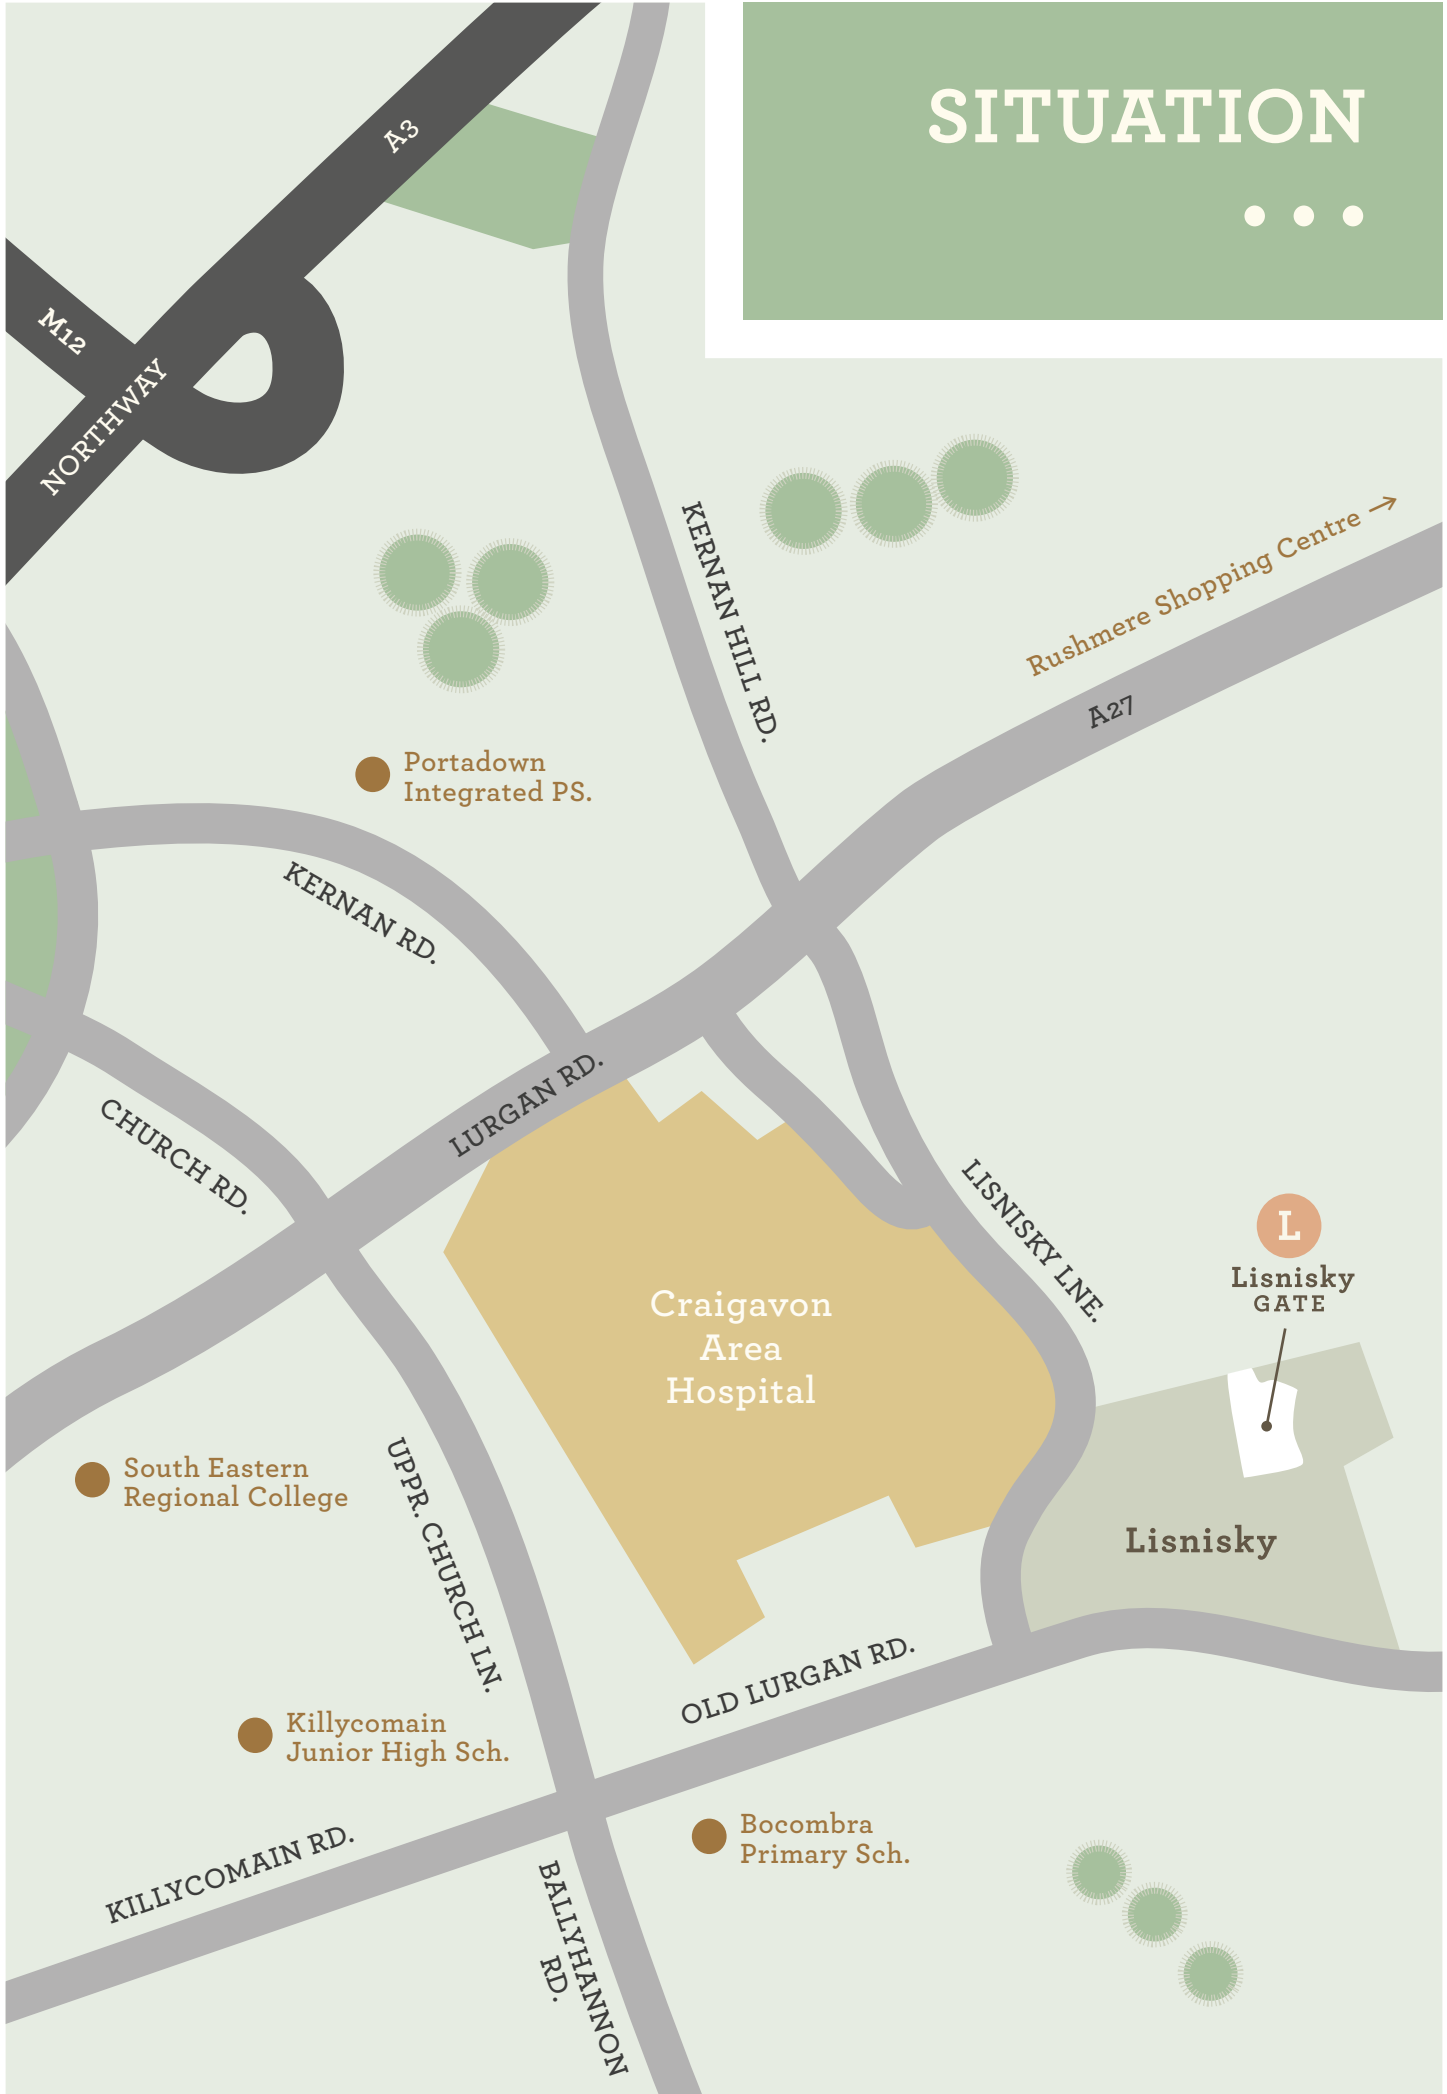 SITUATION
A3
M12
NORTHWAY
KERNAN HILL RD.
Rushmere Shopping Centre →
A27
Portadown
Integrated PS.
KERNAN RD.
LURGAN RD.
CHURCH RD.
LISNISKY LNE.
L
Lisnisky
GATE
Craigavon
Area
Hospital
South Eastern
Regional College
UPPR. CHURCH LN.
Lisnisky
OLD LURGAN RD.
Killycomain
Junior High Sch.
Bocombra
Primary Sch.
KILLYCOMAIN RD.
BALLYHANNON
RD.